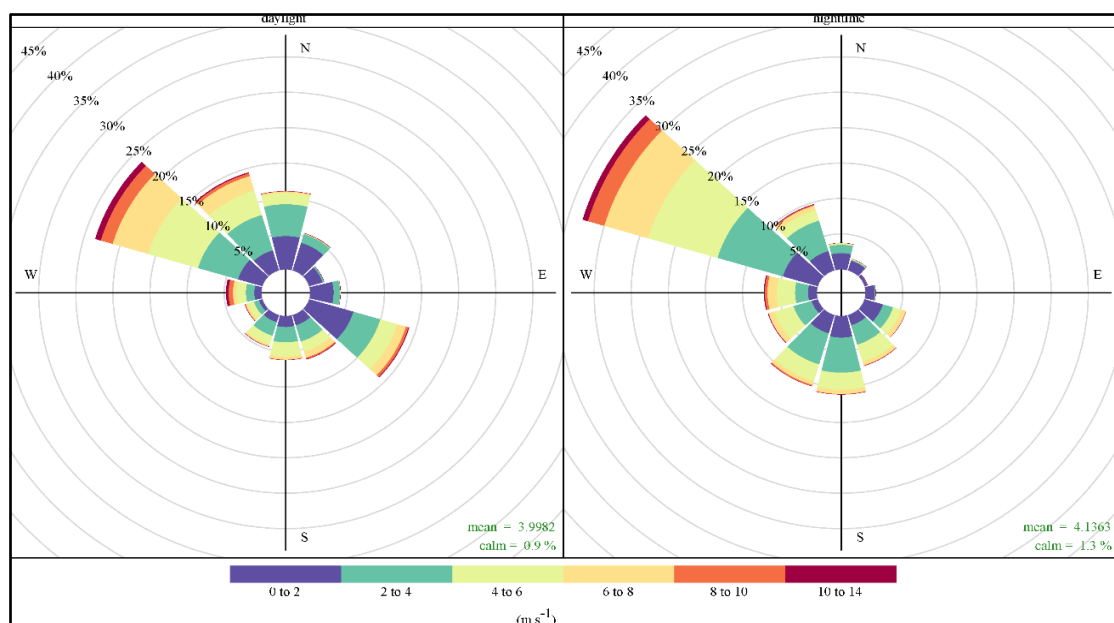 daylight
45%
40%
35%
30%
25%
20%
15%
10%
5%
N
W
E
S
mean = 3.9982
calm = 0.9 %
nighttime
45%
40%
35%
30%
25%
20%
15%
10%
5%
N
W
E
S
mean = 4.1363
calm = 1.3 %
0 to 2 2 to 4 4 to 6 6 to 8 8 to 10 10 to 14
(m s⁻¹)